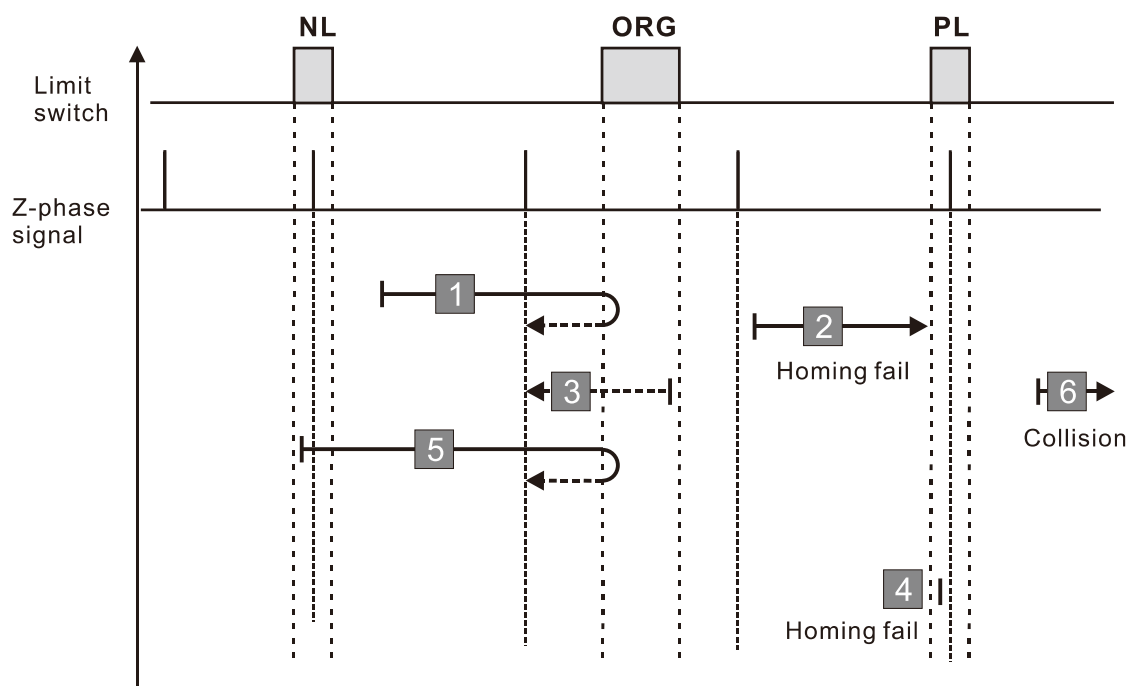 NL
ORG
PL
Limit
switch
Z-phase
signal
1
2
Homing fail
3
6
Collision
5
4
Homing fail